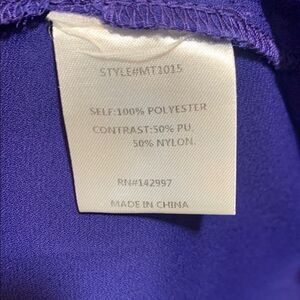 STYLE#MT1015
SELF:100% POLYESTER
CONTRAST:50% PU,
50% NYLON.
RN#142997
MADE IN CHINA